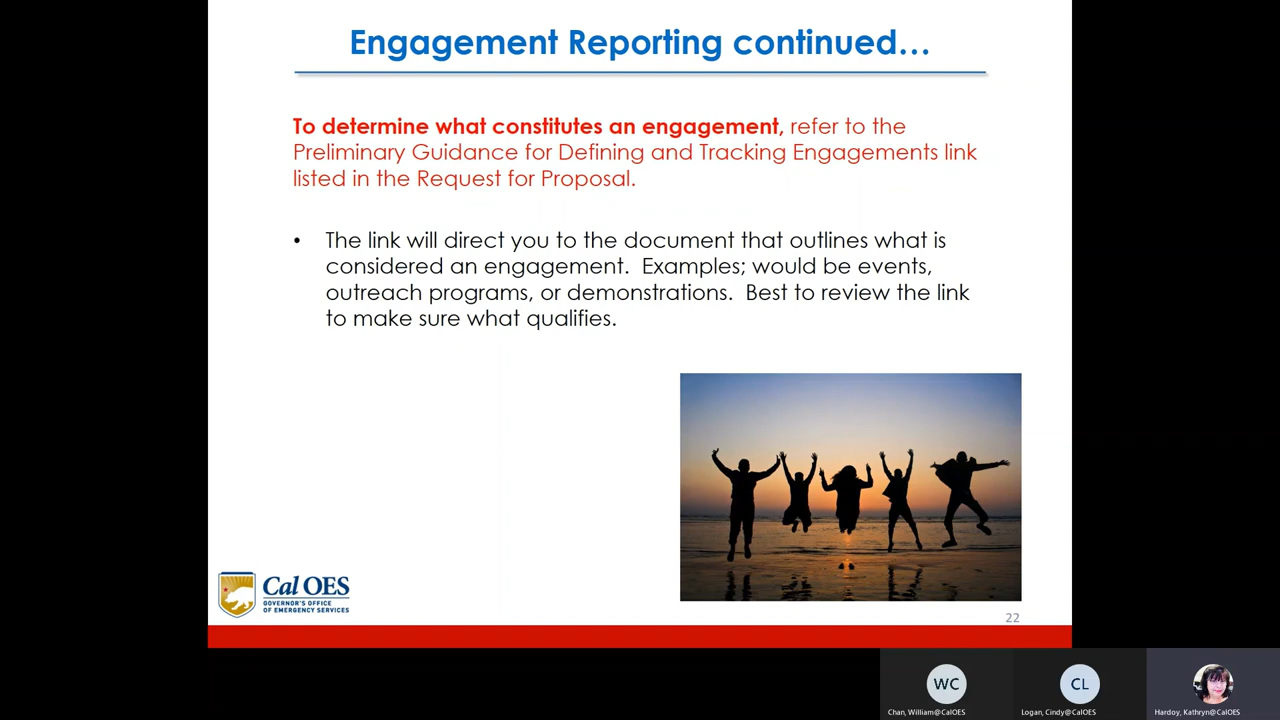 Engagement Reporting continued...
To determine what constitutes an engagement, refer to the
Preliminary Guidance for Defining and Tracking Engagements link
listed in the Request for Proposal.
• The link will direct you to the document that outlines what is
considered an engagement. Examples; would be events,
outreach programs, or demonstrations. Best to review the link
to make sure what qualifies.
Cal OES
GOVERNOR'S OFFICE
OF EMERGENCY SERVICES
22
WC
CL
Chan, William@CalOES
Logan, Cindy@CalOES
Hardoy, Kathryn@CalOES